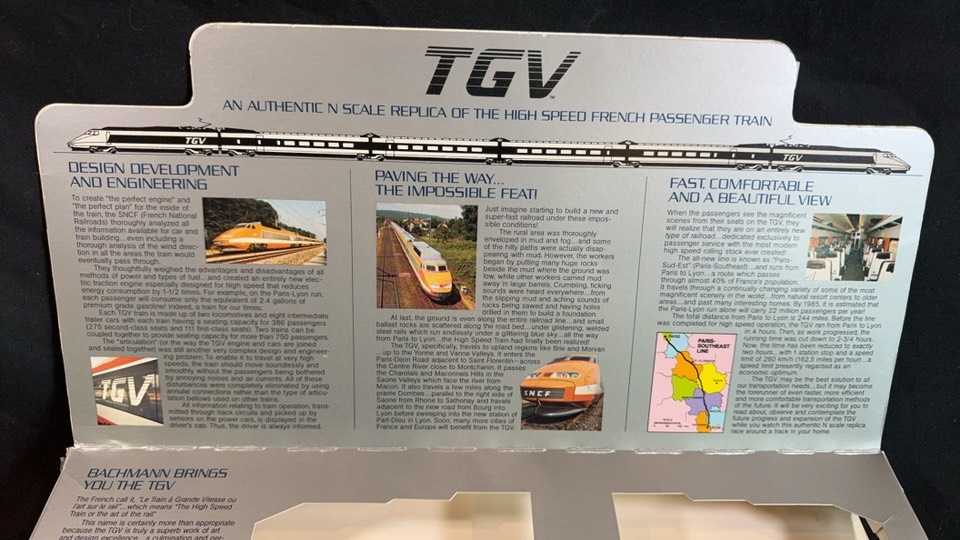 TGV
AN AUTHENTIC N SCALE REPLICA OF THE HIGH SPEED FRENCH PASSENGER TRAIN
TGV
TGV
DESIGN DEVELOPMENT
AND ENGINEERING
To create "the perfect engine" and
"the perfect plan" for the inside of
the train, the SNCF (French National
Railroads) thoroughly analyzed all
the information available for car and
train building...even including a
thorough analysis of the wind direc-
tion in all the areas the train would
eventually pass through.
They thoughtfully weighed the advantages and disadvantages of all
methods of power and types of fuel...and created an entirely new elec-
tric traction engine especially designed for high speed that reduces
energy consumption by 1-1/2 times. For example, on the Paris-Lyon run,
each passenger will consume only the equivalent of 2.4 gallons of
premium grade gasoline! Indeed, a train for our times.
Each TGV train is made up of two locomotives and eight intermediate
trailer cars with each train having a seating capacity for 386 passengers
(275 second-class seats and 111 first-class seats). Two trains can be
coupled together to provide seating capacity for more than 750 passengers.
The "articulation" (or the way the TGV engine and cars are joined
and sealed together) was still another very complex design and engineer-
ing problem. To enable it to travel at very high
speeds, the train should move soundlessly and
smoothly without the passengers being bothered
by annoying noises and air currents. All of these
disturbances were completely eliminated by using
annular connections rather than the type of articu-
lation bellows used on other trains.
All information relating to train operation, trans-
mitted through track circuits and picked up by
sensors on the power cars, is displayed in the
driver's cab. Thus, the driver is always informed.
TGV
PAVING THE WAY...
THE IMPOSSIBLE FEAT!
Just imagine starting to build a new and
super-fast railroad under these impos-
sible conditions!
The rural area was thoroughly
enveloped in mud and fog...and some
of the hilly parts were actually disap-
pearing with mud. However, the workers
began by putting many huge rocks
beside the mud where the ground was
low, while other workers carried mud
away in large barrels. Crumbling, ticking
sounds were heard everywhere...from
the slipping mud and aching sounds of
rocks being sawed and having holes
drilled in them to build a foundation
At last, the ground is even along the entire railroad line...and small
ballast rocks are scattered along the road bed...under glistening, welded
steel rails which run endlessly under a glittering blue sky...all the way
from Paris to Lyon...the High Speed Train had finally been realized!
The TGV, specifically, travels to upland regions like Brie and Morvan
...up to the Yonne and Vanne Valleys. It enters the
Paris-Dijon Road adjacent to Saint Florentin—across
the Centre River close to Montchanin. It passes
the Charolais and Maconnais Hills in the
Saone Valleys which face the river from
Macon. It also travels a few miles along the
prairie Dombes...parallel to the right side of
Saone from Rhone to Sathonay and travels
adjacent to the new road from Bourg into
Lyon before sweeping into the new station of
Part-Dieu in Lyon. Soon, many more cities of
France and Europe will benefit from the TGV.
SNCF
FAST, COMFORTABLE
AND A BEAUTIFUL VIEW
When the passengers see the magnificent
scenes from their seats on the TGV, they
will realize that they are on an entirely new
type of railroad...dedicated exclusively to
passenger service with the most modern
high speed rolling stock ever created!
The all-new line is known as "Paris-
Sud-Est" (Paris-Southeast)...and runs from
Paris to Lyon...a route which passes
through almost 40% of France's population.
It travels through a continually changing variety of some of the most
magnificent scenery in the world...from natural resort centers to older
areas...and past many interesting homes. By 1985, it is estimated that
the Paris-Lyon run alone will carry 22 million passengers per year!
The total distance from Paris to Lyon is 244 miles. Before the line
was completed for high speed operation, the TGV ran from Paris to Lyon
in 4 hours. Then, as work progressed, the
running time was cut down to 2-3/4 hours.
Now, the time has been reduced to exactly
two hours...with 1 station stop and a speed
limit of 260 km/h (162.5 miles per hour)...a
speed limit presently regarded as an
economic optimum.
The TGV may be the best solution to all
our transportation needs...but it may become
the forerunner of even faster, more efficient
and more comfortable transportation methods
of the future. It will be very exciting for you to
read about, observe and contemplate the
future progress and expansion of the TGV
while you watch this authentic N scale replica
race around a track in your home.
PARIS-
SOUTHEAST
LINE
BACHMANN BRINGS
YOU THE TGV
The French call it, "Le Train à Grande Vitesse ou
l'art sur le rail"...which means "The High Speed
Train or the art of the rail."
This name is certainly more than appropriate
because the TGV is truly a superb work of art
and design excellence...a culmination and per-